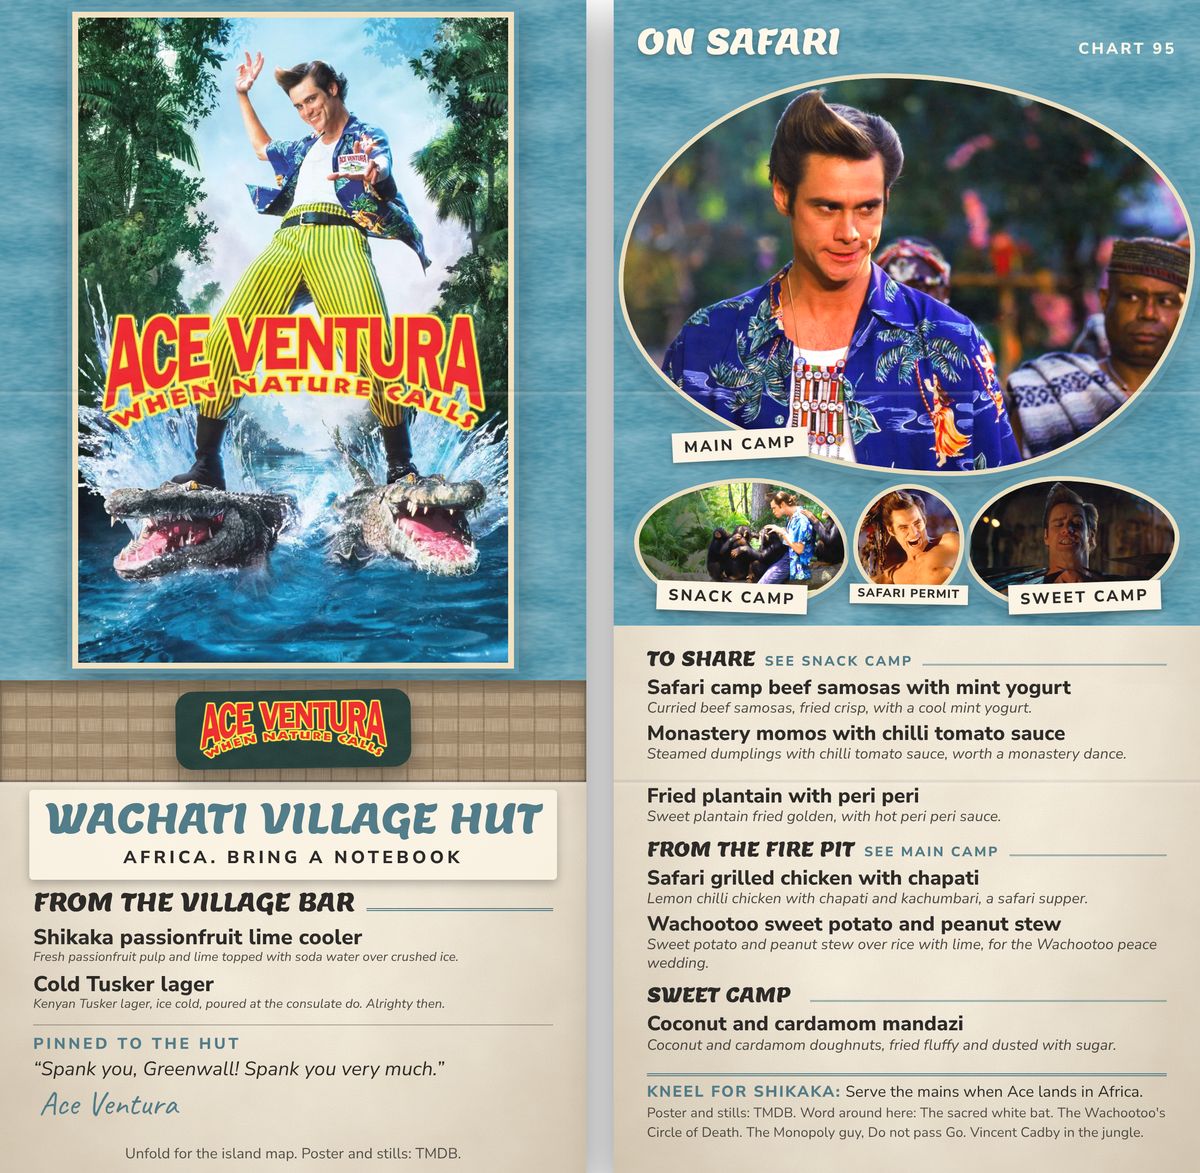 ACE VENTURA
ACE VENTURA
WHEN NATURE CALLS
ACE VENTURA
WHEN NATURE CALLS
WACHATI VILLAGE HUT
AFRICA. BRING A NOTEBOOK
FROM THE VILLAGE BAR
Shikaka passionfruit lime cooler
Fresh passionfruit pulp and lime topped with soda water over crushed ice.
Cold Tusker lager
Kenyan Tusker lager, ice cold, poured at the consulate do. Alrighty then.
PINNED TO THE HUT
“Spank you, Greenwall! Spank you very much.”
Ace Ventura
Unfold for the island map. Poster and stills: TMDB.
ON SAFARI
CHART 95
MAIN CAMP
SNACK CAMP
SAFARI PERMIT
SWEET CAMP
TO SHARE SEE SNACK CAMP
Safari camp beef samosas with mint yogurt
Curried beef samosas, fried crisp, with a cool mint yogurt.
Monastery momos with chilli tomato sauce
Steamed dumplings with chilli tomato sauce, worth a monastery dance.
Fried plantain with peri peri
Sweet plantain fried golden, with hot peri peri sauce.
FROM THE FIRE PIT SEE MAIN CAMP
Safari grilled chicken with chapati
Lemon chilli chicken with chapati and kachumbari, a safari supper.
Wachootoo sweet potato and peanut stew
Sweet potato and peanut stew over rice with lime, for the Wachootoo peace
wedding.
SWEET CAMP
Coconut and cardamom mandazi
Coconut and cardamom doughnuts, fried fluffy and dusted with sugar.
KNEEL FOR SHIKAKA: Serve the mains when Ace lands in Africa.
Poster and stills: TMDB. Word around here: The sacred white bat. The Wachootoo's
Circle of Death. The Monopoly guy, Do not pass Go. Vincent Cadby in the jungle.